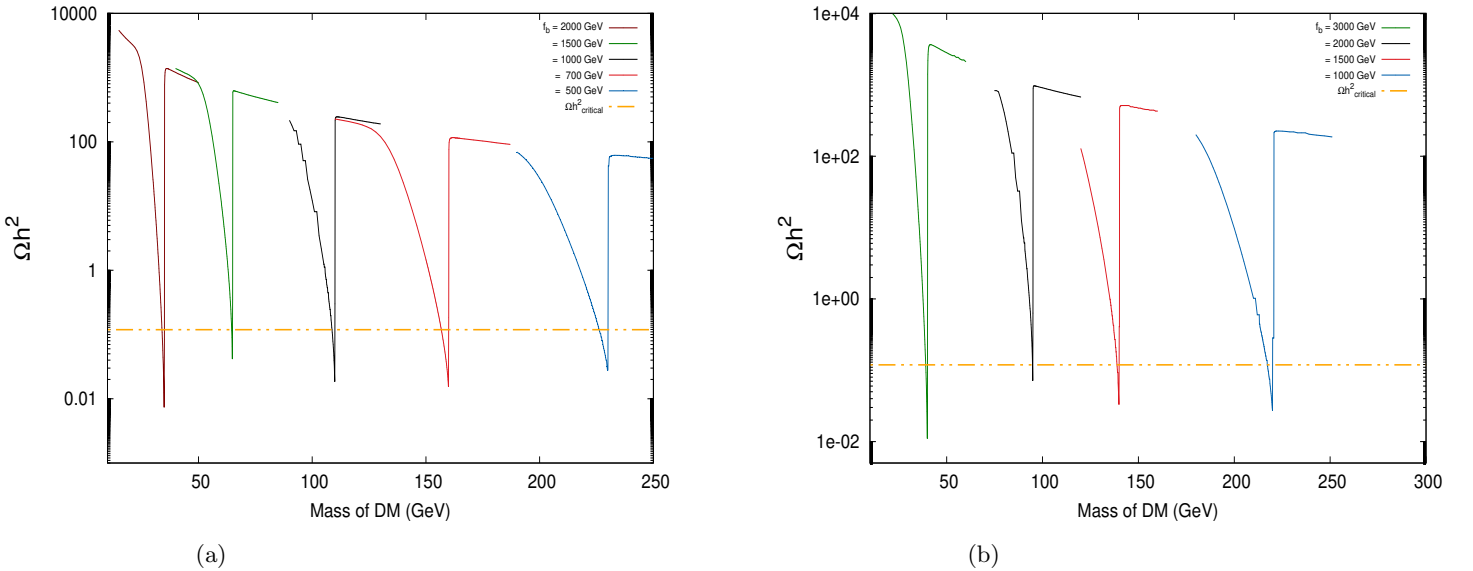 10000
100
1
0.01
Ωh²
50
100
150
200
250
Mass of DM (GeV)
f_b = 2000 GeV
= 1500 GeV
= 1000 GeV
= 700 GeV
= 500 GeV
Ωh²critical
(a)
1e+04
1e+02
1e+00
1e-02
Ωh²
50
100
150
200
250
300
Mass of DM (GeV)
f_b = 3000 GeV
= 2000 GeV
= 1500 GeV
= 1000 GeV
Ωh²critical
(b)